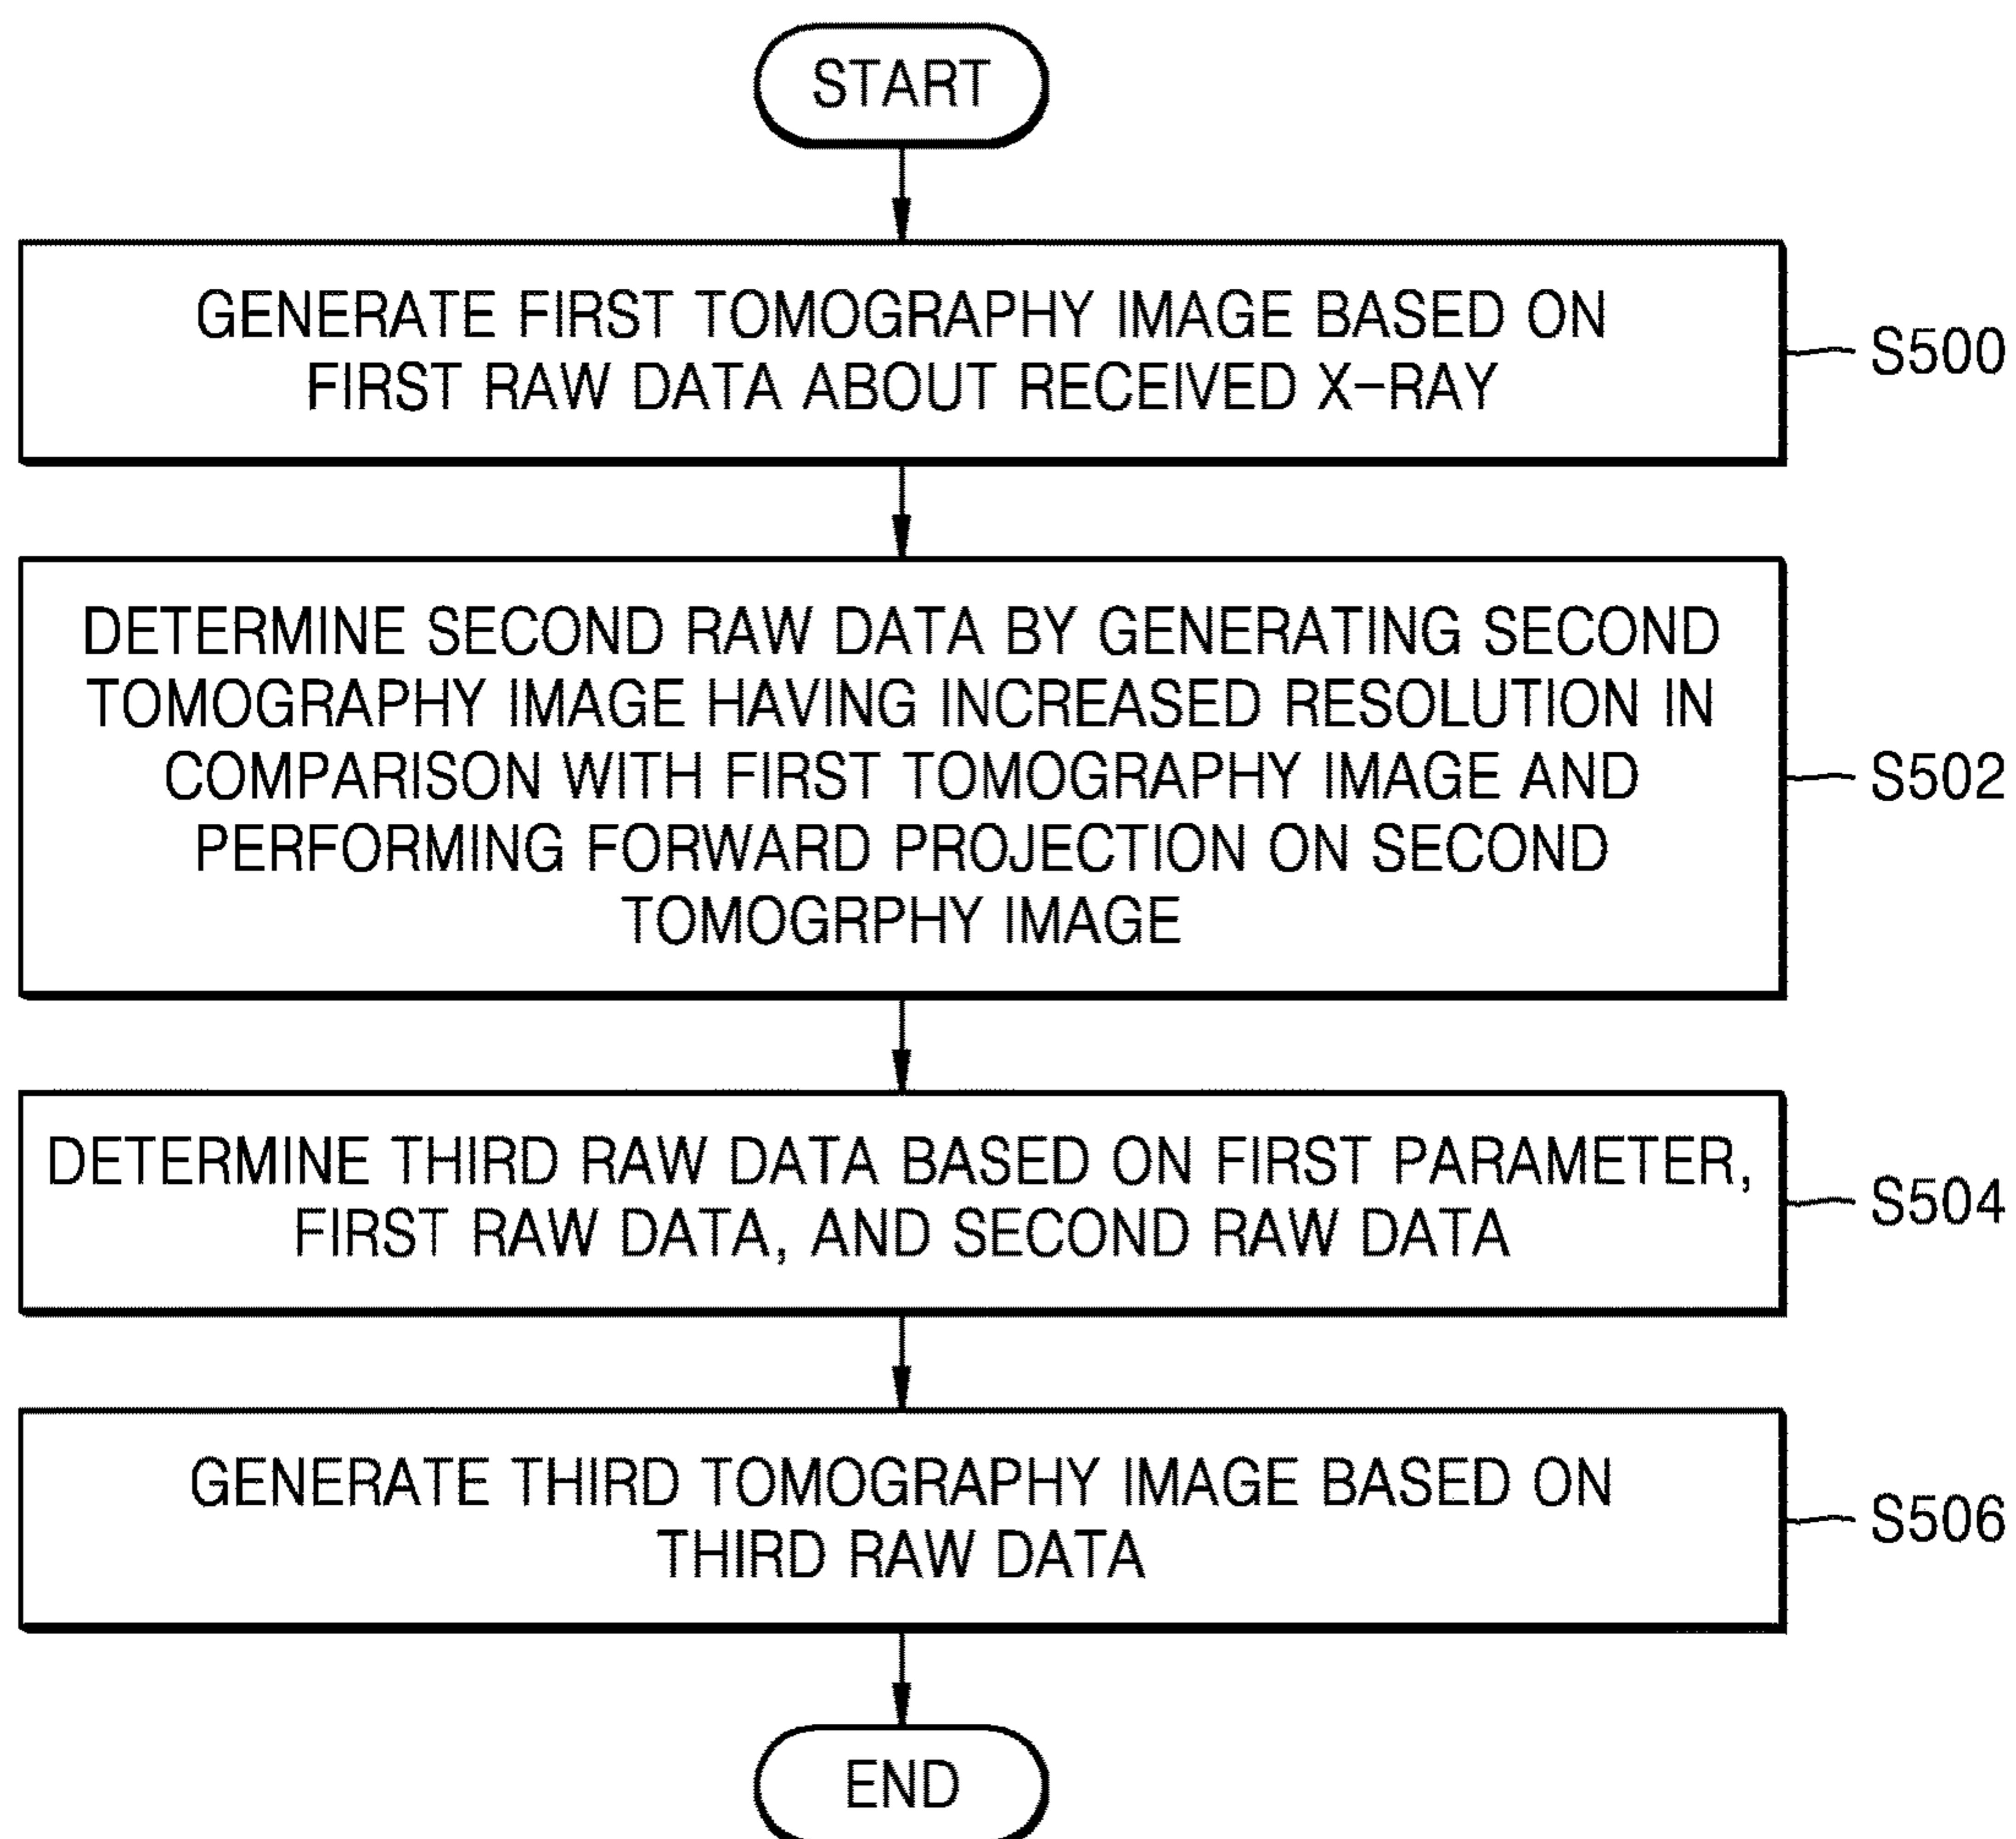 START
GENERATE FIRST TOMOGRAPHY IMAGE BASED ON
FIRST RAW DATA ABOUT RECEIVED X-RAY
S500
DETERMINE SECOND RAW DATA BY GENERATING SECOND
TOMOGRAPHY IMAGE HAVING INCREASED RESOLUTION IN
COMPARISON WITH FIRST TOMOGRAPHY IMAGE AND
PERFORMING FORWARD PROJECTION ON SECOND
TOMOGRPHY IMAGE
S502
DETERMINE THIRD RAW DATA BASED ON FIRST PARAMETER,
FIRST RAW DATA, AND SECOND RAW DATA
S504
GENERATE THIRD TOMOGRAPHY IMAGE BASED ON
THIRD RAW DATA
S506
END